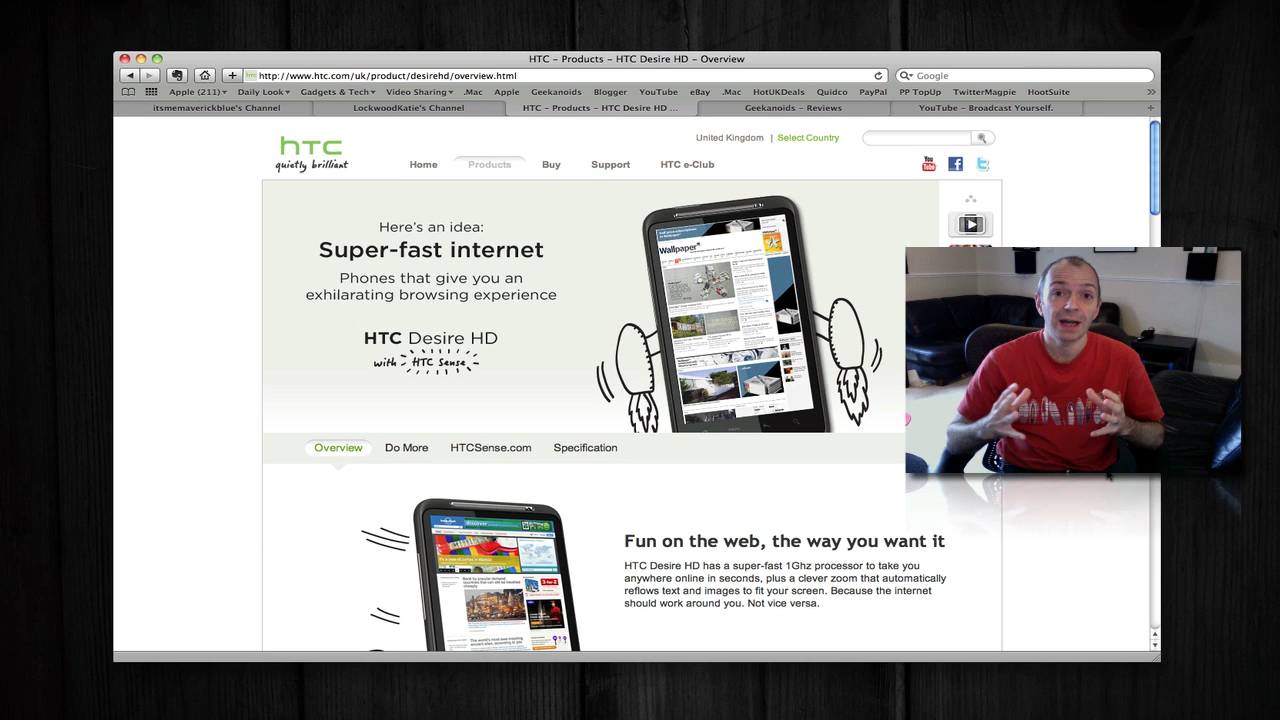 HTC – Products – HTC Desire HD – Overview
http://www.htc.com/uk/product/desirehd/overview.html
Google
Apple (211) Daily Look Gadgets & Tech Video Sharing .Mac Apple Geekanoids Blogger YouTube eBay .Mac HotUKDeals Quidco PayPal PP TopUp TwitterMagpie HootSuite
itsmemaverickblue's Channel LockwoodKatie's Channel HTC – Products – HTC Desire HD ... Geekanoids – Reviews YouTube – Broadcast Yourself.
United Kingdom | Select Country
hTC
quietly brilliant
Home Products Buy Support HTC e-Club
You Tube
Here's an idea:
Super-fast internet
Phones that give you an
exhilarating browsing experience
HTC Desire HD
with HTC Sense
Wallpaper*
Overview Do More HTCSense.com Specification
discover
Fun on the web, the way you want it
HTC Desire HD has a super-fast 1Ghz processor to take you
anywhere online in seconds, plus a clever zoom that automatically
reflows text and images to fit your screen. Because the internet
should work around you. Not vice versa.